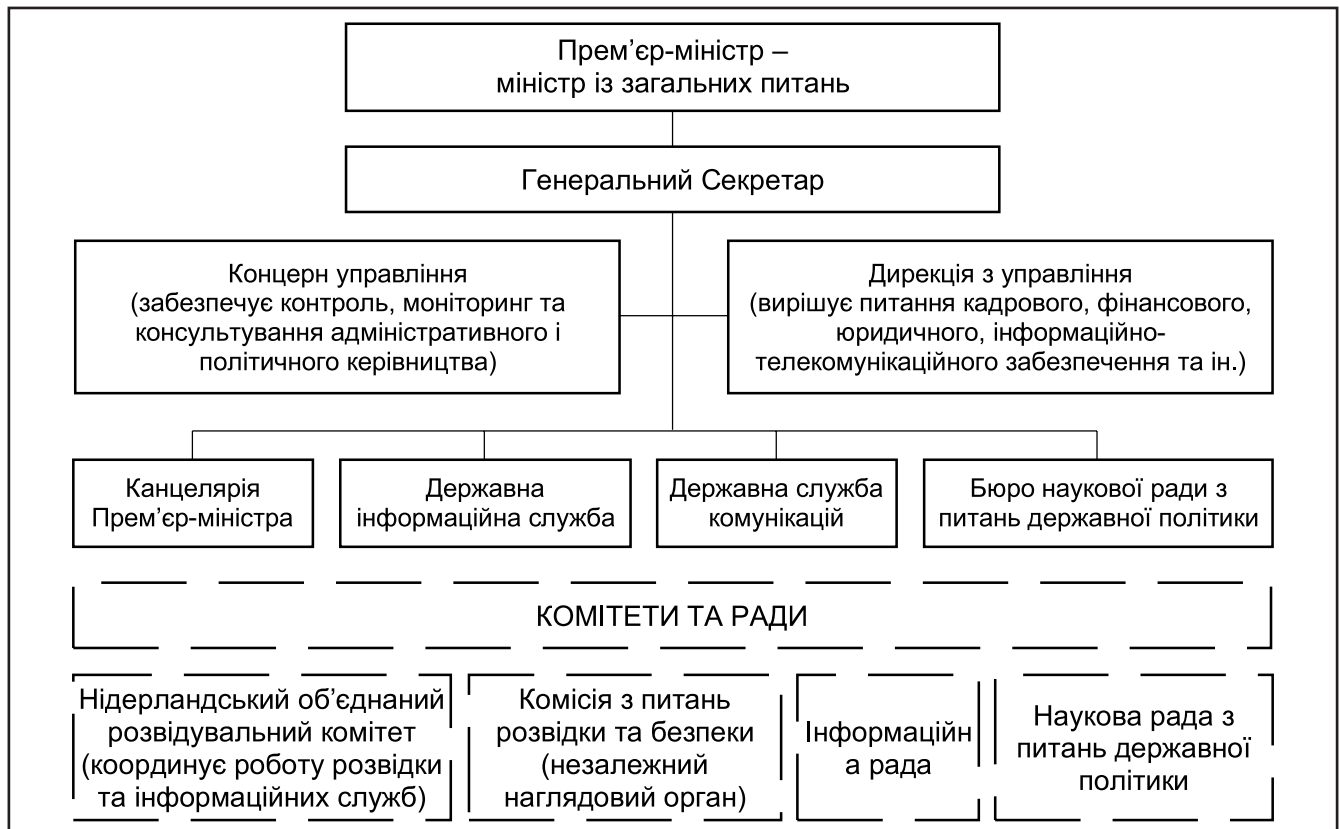 Прем’єр-міністр –
міністр із загальних питань
Генеральний Секретар
Концерн управління
(забезпечує контроль, моніторинг та
консультування адміністративного і
політичного керівництва)
Дирекція з управління
(вирішує питання кадрового, фінансового,
юридичного, інформаційно-
телекомунікаційного забезпечення та ін.)
Канцелярія
Прем’єр-міністра
Державна
інформаційна служба
Державна служба
комунікацій
Бюро наукової ради з
питань державної політики
КОМІТЕТИ ТА РАДИ
Нідерландський об’єднаний
розвідувальний комітет
(координує роботу розвідки
та інформаційних служб)
Комісія з питань
розвідки та безпеки
(незалежний
наглядовий орган)
Інформаційн
а рада
Наукова рада з
питань державної
політики